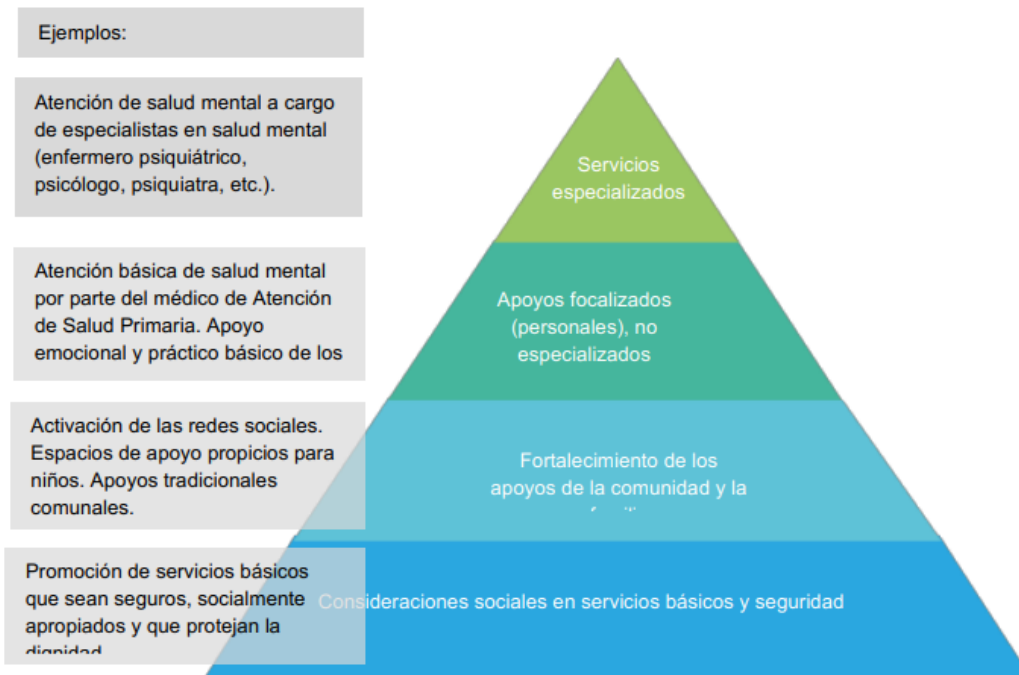 Ejemplos:
Atención de salud mental a cargo
de especialistas en salud mental
(enfermero psiquiátrico,
psicólogo, psiquiatra, etc.).
Servicios
especializados
Atención básica de salud mental
por parte del médico de Atención
de Salud Primaria. Apoyo
emocional y práctico básico de los
Apoyos focalizados
(personales), no
especializados
Activación de las redes sociales.
Espacios de apoyo propicios para
niños. Apoyos tradicionales
comunales.
Fortalecimiento de los
apoyos de la comunidad y la
Promoción de servicios básicos
que sean seguros, socialmente
apropiados y que protejan la
dignidad
Consideraciones sociales en servicios básicos y seguridad